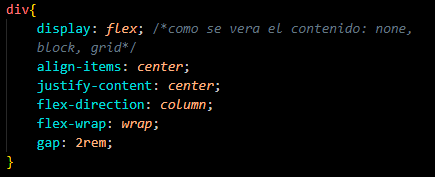 div{
display: flex; /*como se vera el contenido: none,
block, grid*/
align-items: center;
justify-content: center;
flex-direction: column;
flex-wrap: wrap;
gap: 2rem;
}